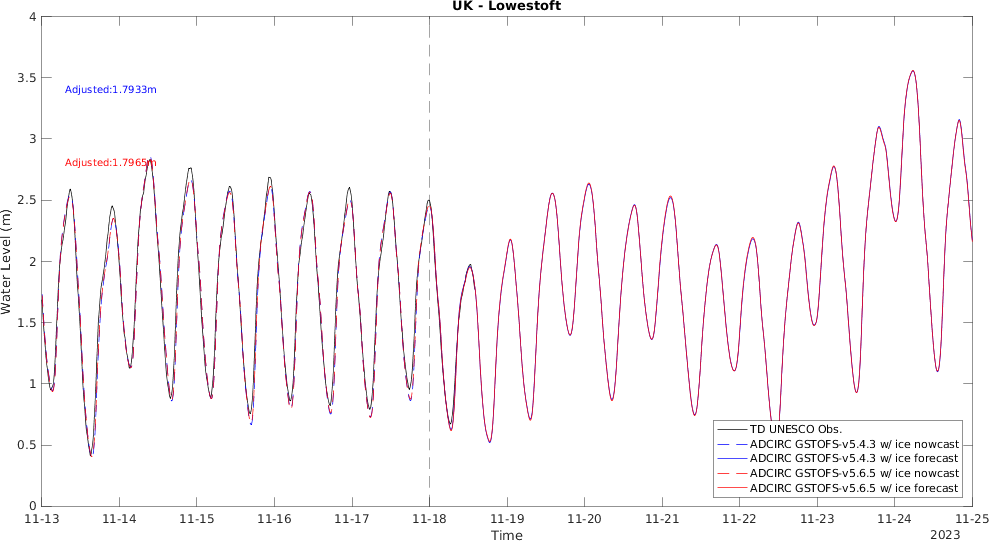 UK - Lowestoft
4
3.5
3
2.5
2
1.5
1
0.5
0
Water Level (m)
Adjusted:1.7933m
Adjusted:1.7965m
TD UNESCO Obs.
ADCIRC GSTOFS-v5.4.3 w/ ice nowcast
ADCIRC GSTOFS-v5.4.3 w/ ice forecast
ADCIRC GSTOFS-v5.6.5 w/ ice nowcast
ADCIRC GSTOFS-v5.6.5 w/ ice forecast
11-13 11-14 11-15 11-16 11-17 11-18 11-19 11-20 11-21 11-22 11-23 11-24 11-25
Time
2023